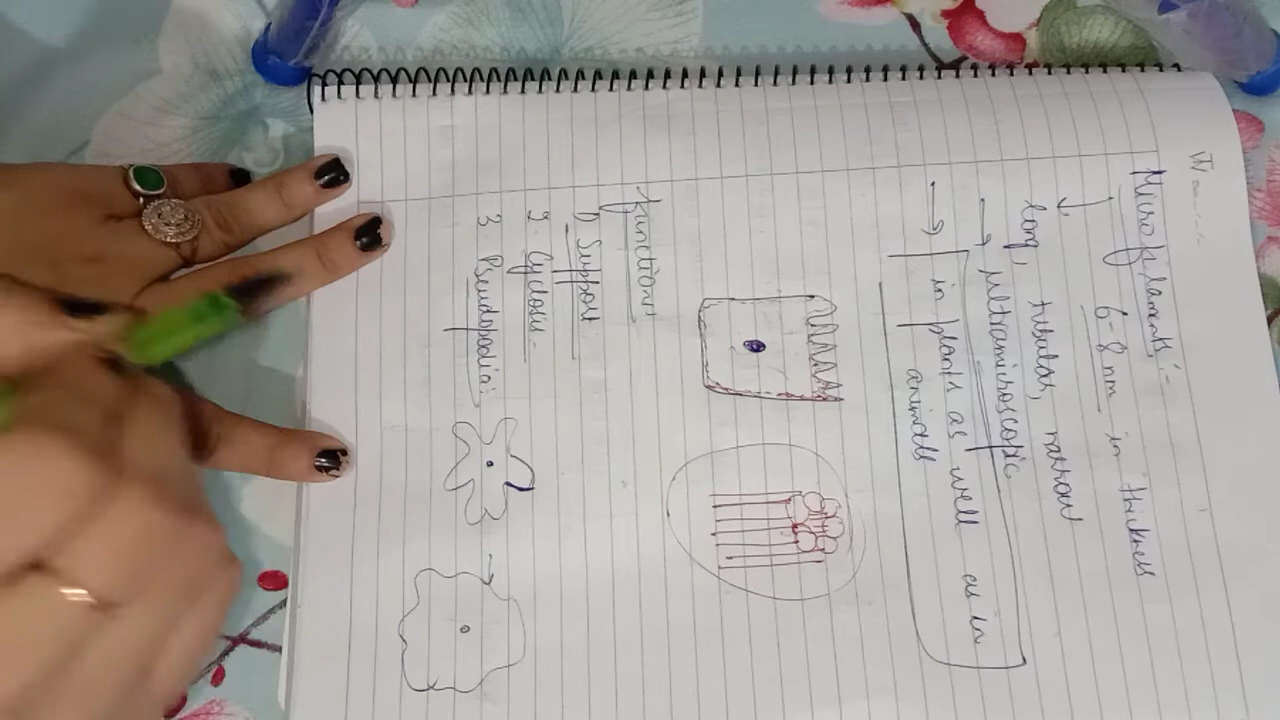 Microfilaments:-
6-8 nm in thickness
long, tubular, narrow
→ ultramicroscopic
→ in plants as well as in
animals
functions
1) Support
2. Cyclosis
3. Pseudopodia: